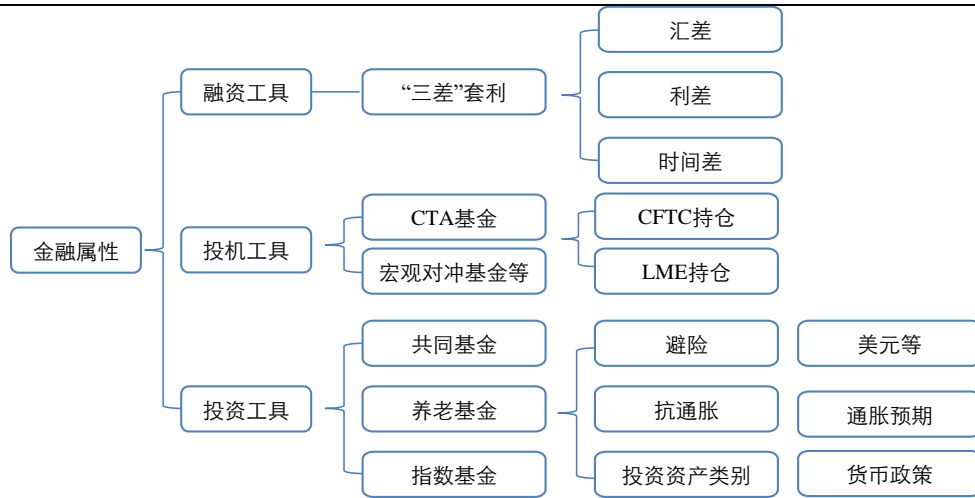 汇差
融资工具
“三差”套利
利差
时间差
金融属性
投机工具
CTA基金
宏观对冲基金等
CFTC持仓
LME持仓
投资工具
共同基金
养老基金
指数基金
避险
抗通胀
投资资产类别
美元等
通胀预期
货币政策